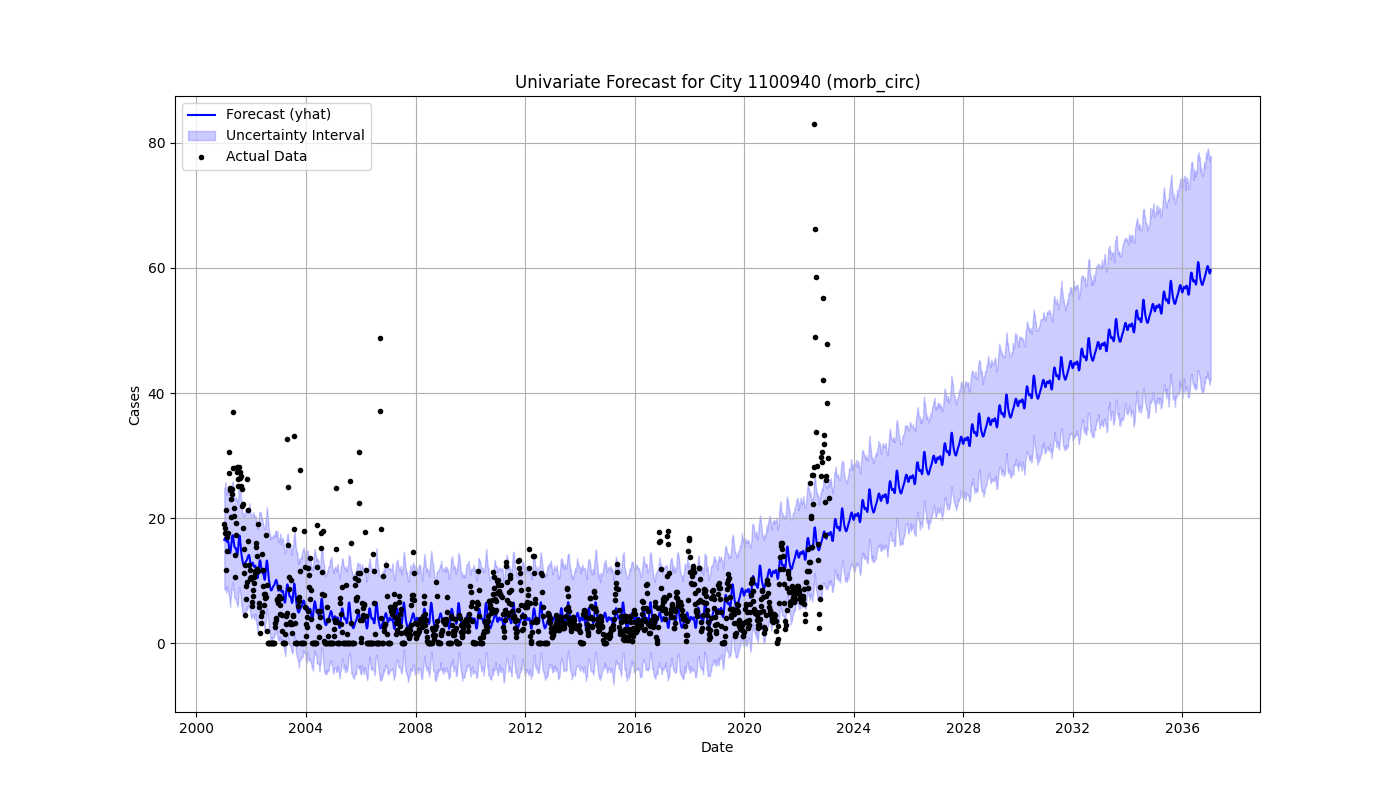 Univariate Forecast for City 1100940 (morb_circ)
Forecast (yhat)
Uncertainty Interval
Actual Data
80
60
40
20
0
Cases
2000 2004 2008 2012 2016 2020 2024 2028 2032 2036
Date